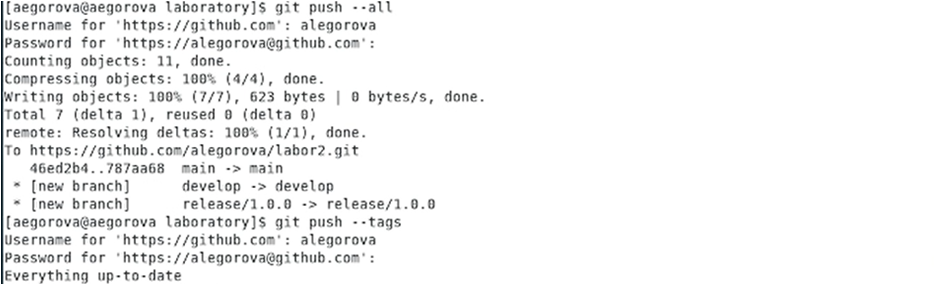 [aegorova@aegorova laboratory]$ git push --all
Username for 'https://github.com': alegorova
Password for 'https://alegorova@github.com':
Counting objects: 11, done.
Compressing objects: 100% (4/4), done.
Writing objects: 100% (7/7), 623 bytes | 0 bytes/s, done.
Total 7 (delta 1), reused 0 (delta 0)
remote: Resolving deltas: 100% (1/1), done.
To https://github.com/alegorova/labor2.git
   46ed2b4..787aa68  main -> main
 * [new branch]      develop -> develop
 * [new branch]      release/1.0.0 -> release/1.0.0
[aegorova@aegorova laboratory]$ git push --tags
Username for 'https://github.com': alegorova
Password for 'https://alegorova@github.com':
Everything up-to-date